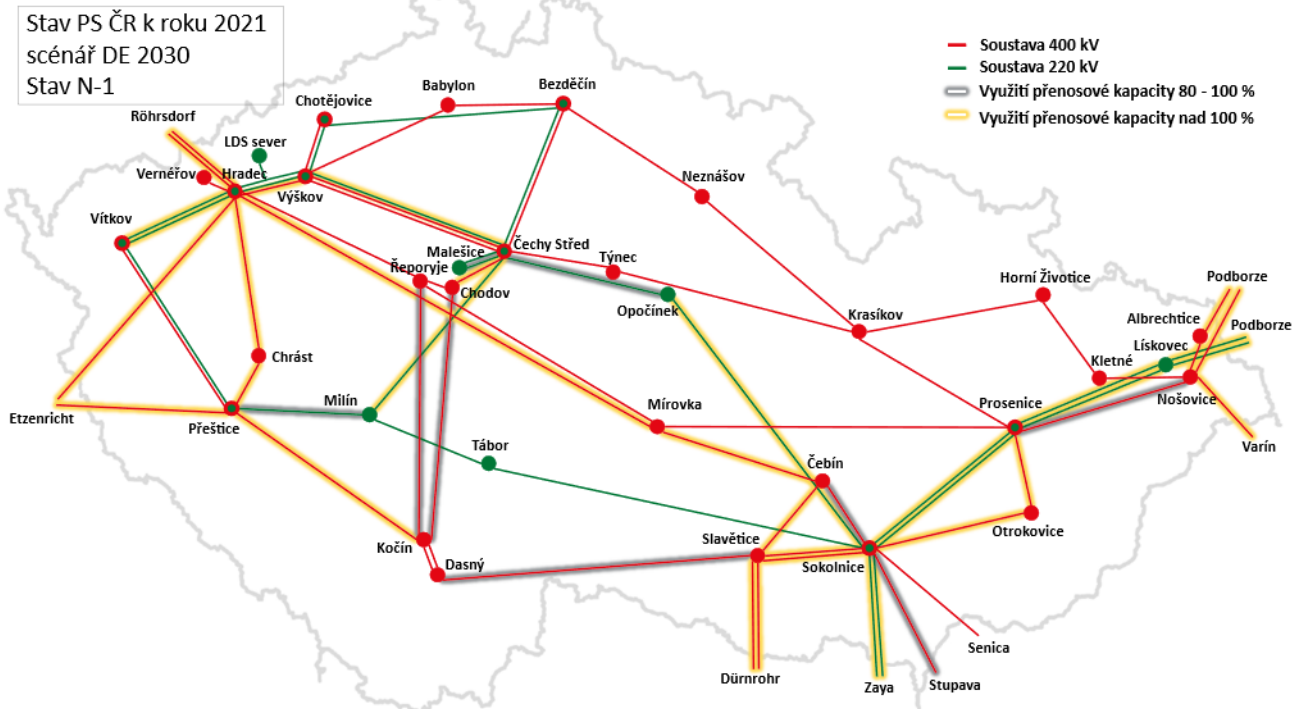 Stav PS ČR k roku 2021
scénář DE 2030
Stav N-1
Soustava 400 kV
Soustava 220 kV
Využití přenosové kapacity 80 - 100 %
Využití přenosové kapacity nad 100 %
Babylon
Bezděčín
Chotějovice
Röhrsdorf
LDS sever
Vernéřov
Hradec
Výškov
Neznášov
Vítkov
Čechy Střed
Malešice
Týnec
Řeporyje
Chodov
Opočínek
Horní Životice
Podborze
Albrechtice
Podborze
Krasíkov
Lískovec
Kletné
Nošovice
Chrást
Etzenricht
Přeštice
Milín
Mírovka
Prosenice
Varín
Tábor
Čebín
Otrokovice
Kočín
Dasný
Slavětice
Sokolnice
Senica
Dürnrohr
Zaya
Stupava